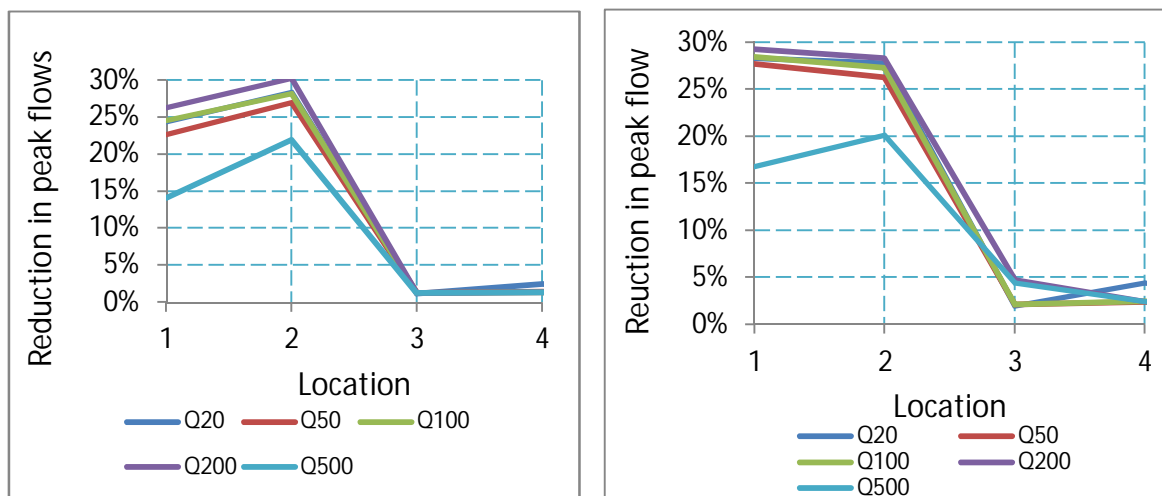 Reduction in peak flows
30%
25%
20%
15%
10%
5%
0%
1 2 3 4
Location
Q20 Q50 Q100
Q200 Q500
Reuction in peak flow
30%
25%
20%
15%
10%
5%
0%
1 2 3 4
Location
Q20 Q50
Q100 Q200
Q500